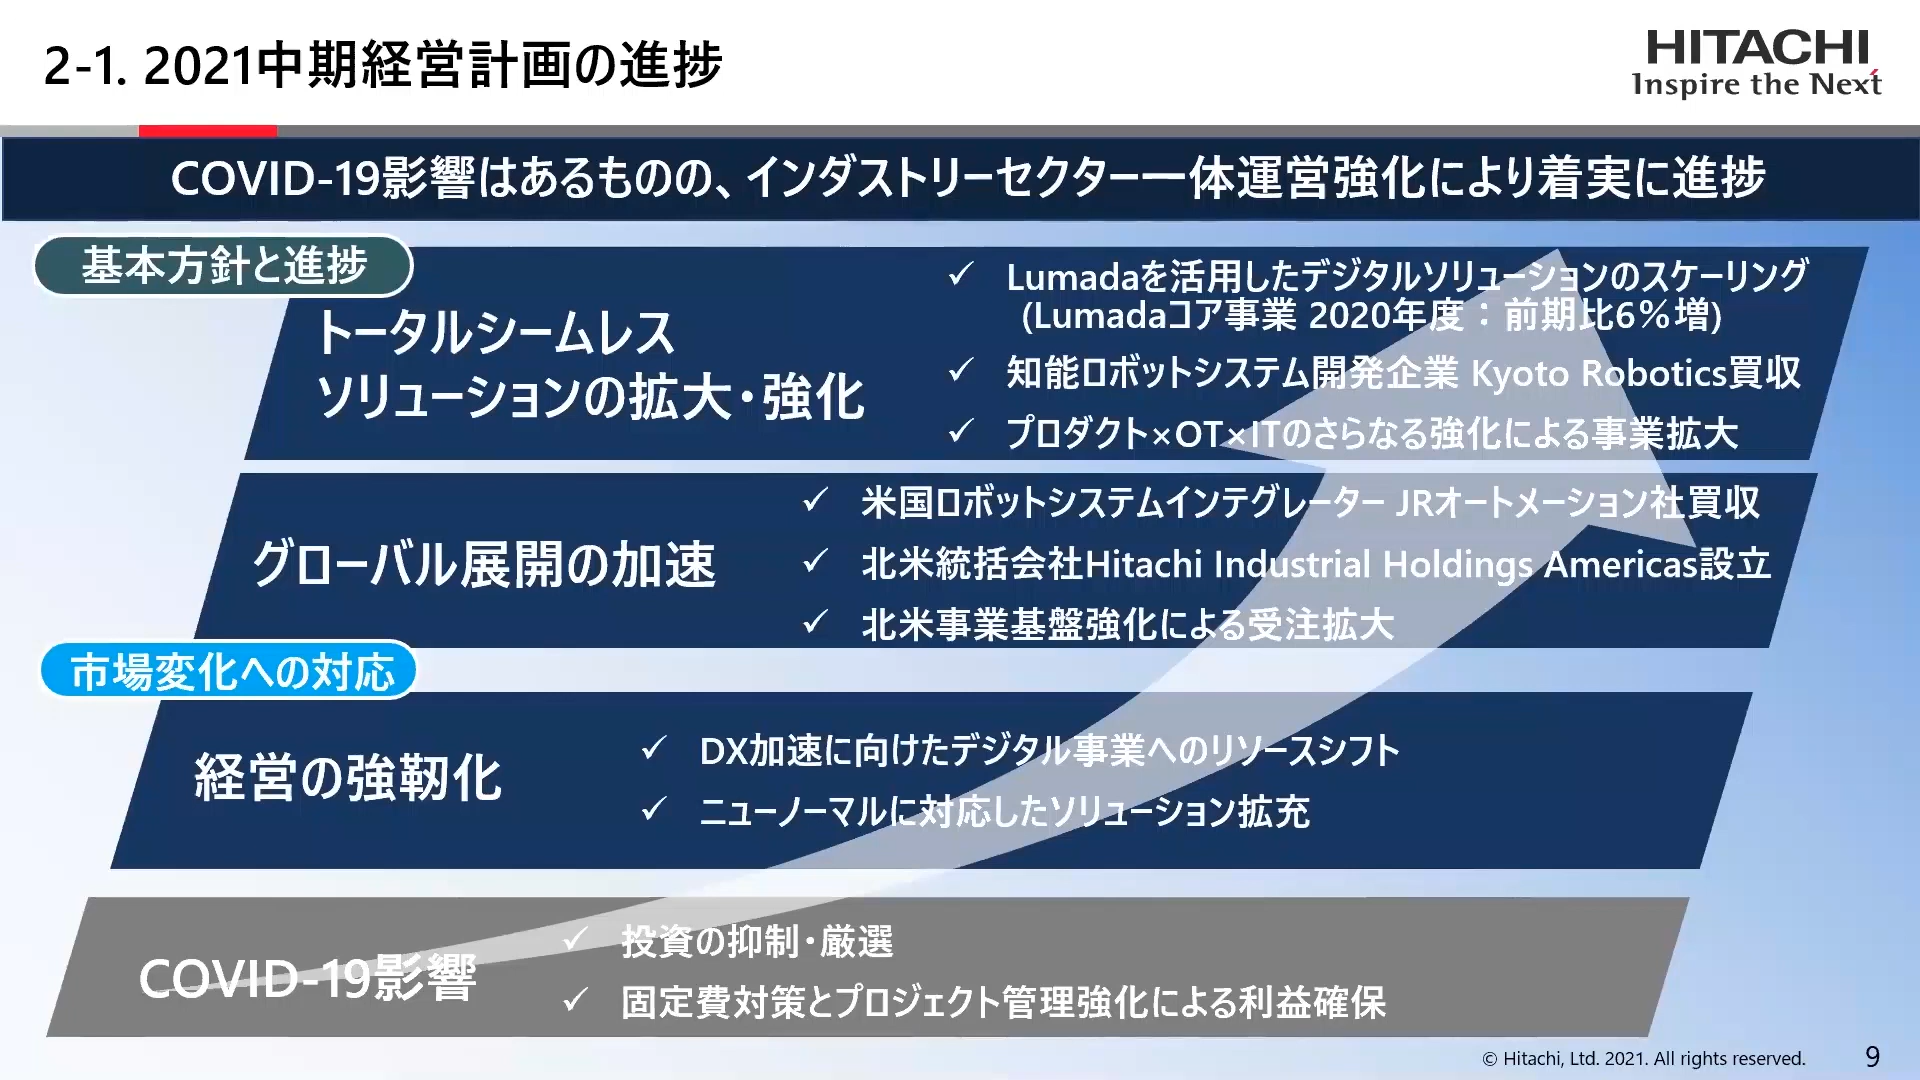 2-1. 2021中期経営計画の進捗
HITACHI
Inspire the Next
COVID-19影響はあるものの、インダストリーセクター一体運営強化により着実に進捗
基本方針と進捗
トータルシームレス
ソリューションの拡大・強化
✓ Lumadaを活用したデジタルソリューションのスケーリング
(Lumadaコア事業 2020年度：前期比6%増)
✓ 知能ロボットシステム開発企業 Kyoto Robotics買収
✓ プロダクト×OT×ITのさらなる強化による事業拡大
グローバル展開の加速
✓ 米国ロボットシステムインテグレーター JRオートメーション社買収
✓ 北米統括会社Hitachi Industrial Holdings Americas設立
✓ 北米事業基盤強化による受注拡大
市場変化への対応
経営の強靭化
✓ DX加速に向けたデジタル事業へのリソースシフト
✓ ニューノーマルに対応したソリューション拡充
COVID-19影響
✓ 投資の抑制・厳選
✓ 固定費対策とプロジェクト管理強化による利益確保
© Hitachi, Ltd. 2021. All rights reserved.
9